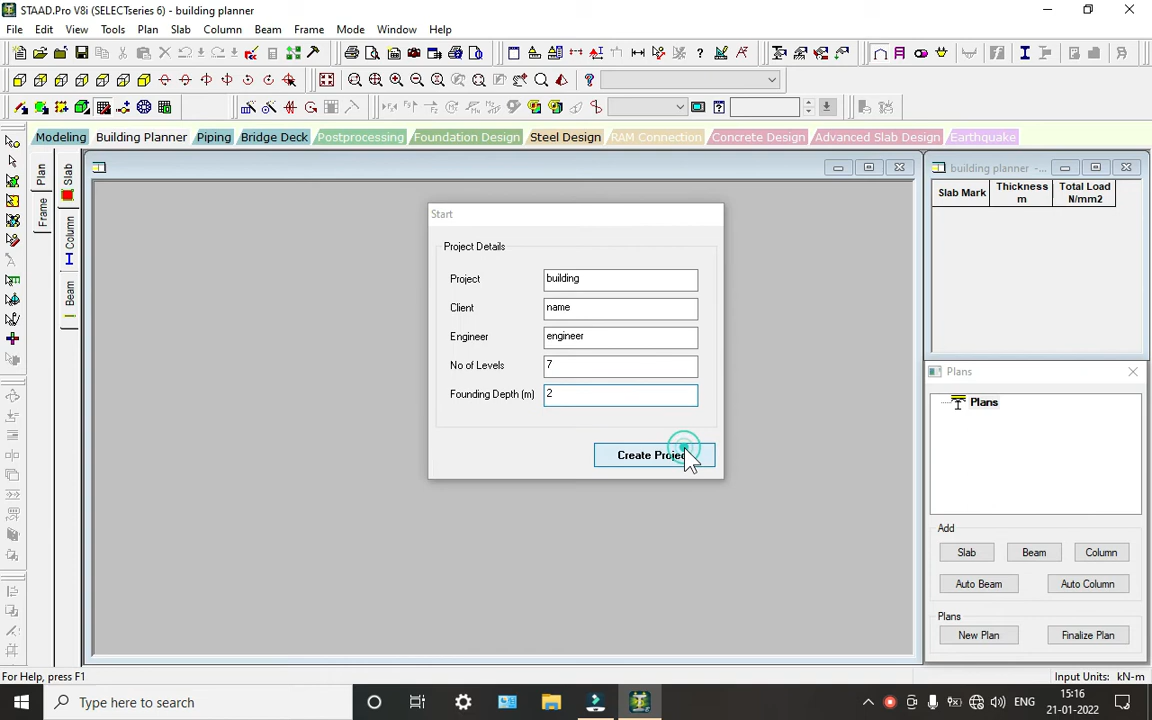 STAAD.Pro V8i (SELECTseries 6) - building planner
File Edit View Tools Plan Slab Column Beam Frame Mode Window Help
Modeling Building Planner Piping Bridge Deck Postprocessing Foundation Design Steel Design RAM Connection Concrete Design Advanced Slab Design Earthquake
Plan
Frame
Slab
Column
Beam
Start
Project Details
Project building
Client name
Engineer engineer
No of Levels 7
Founding Depth (m) 2
Create Project
building planner -...
Slab Mark Thickness m Total Load N/mm2
Plans
Plans
Add
Slab Beam Column
Auto Beam Auto Column
Plans
New Plan Finalize Plan
For Help, press F1
Input Units: kN-m
Type here to search
ENG
15:16
21-01-2022